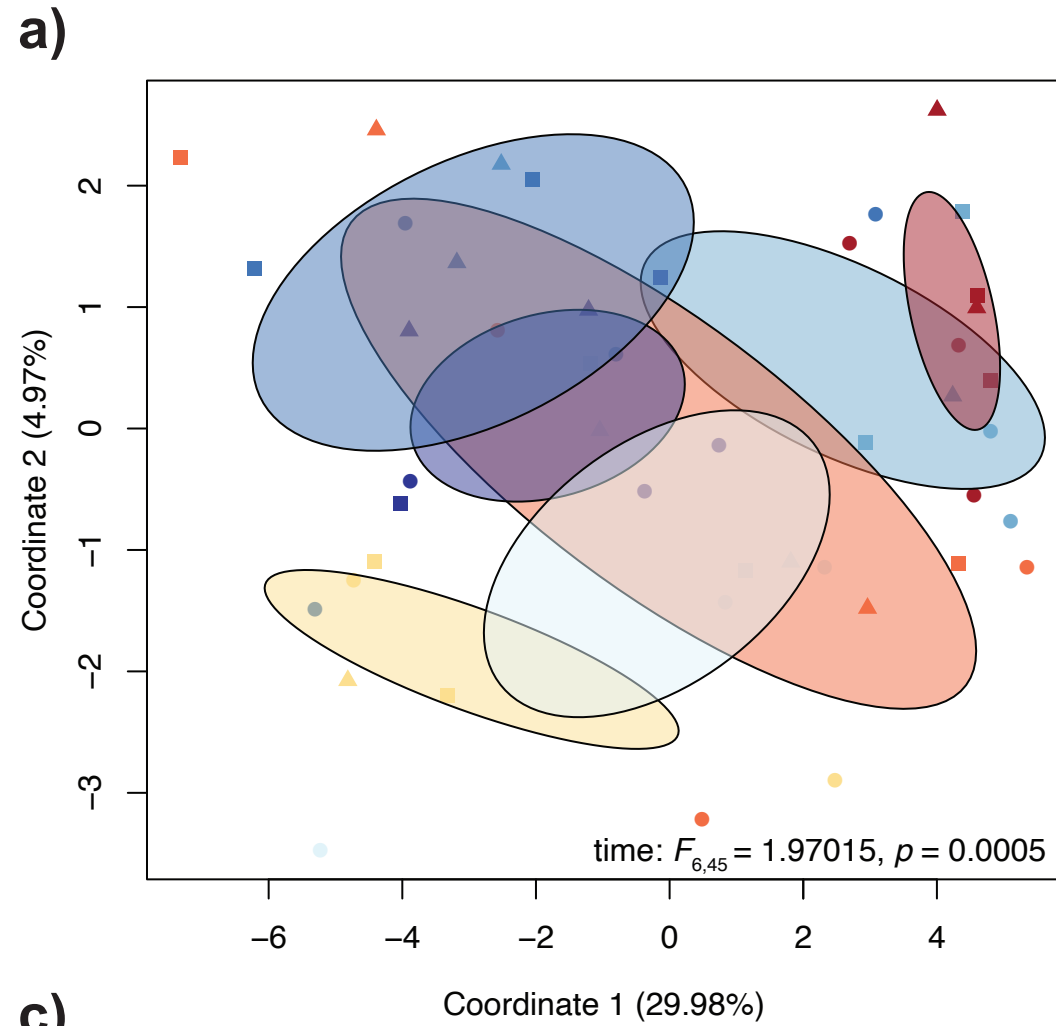 a)
2
1
0
−1
−2
−3
Coordinate 2 (4.97%)
time: F6,45 = 1.97015, p = 0.0005
−6 −4 −2 0 2 4
Coordinate 1 (29.98%)
c)